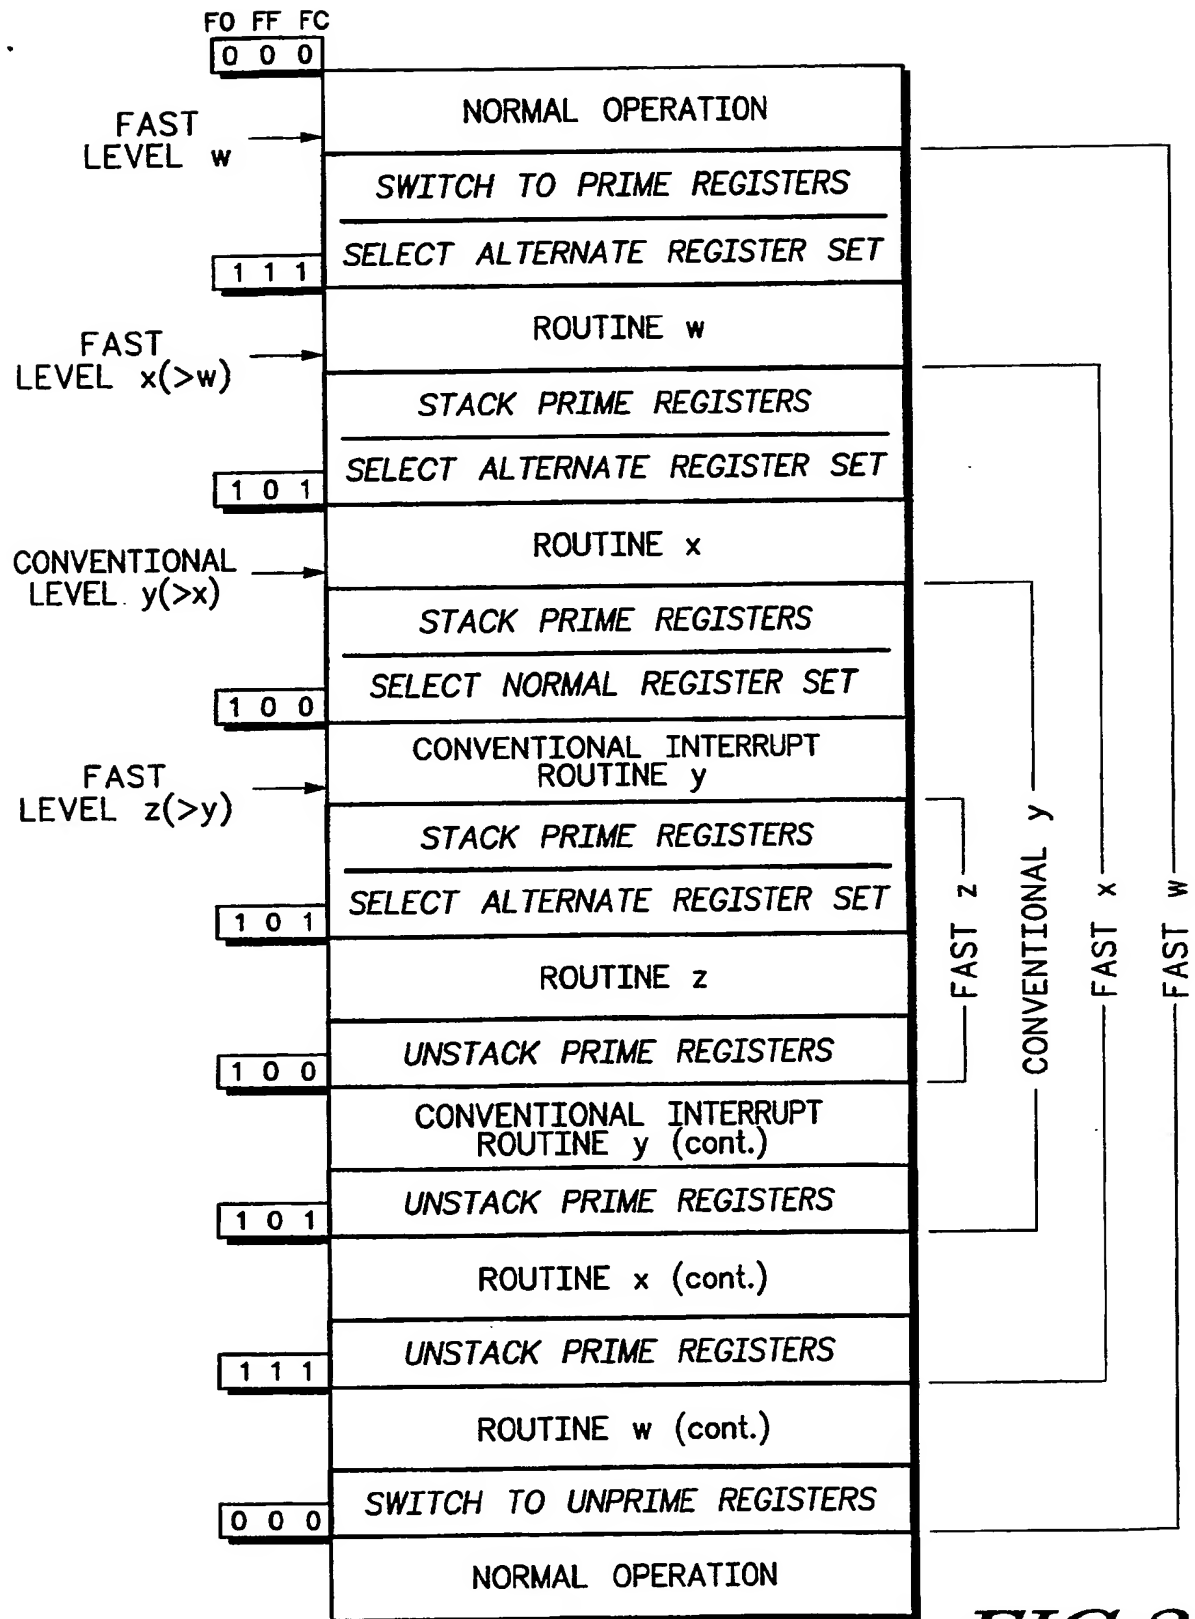 FO FF FC
0 0 0
NORMAL OPERATION
FAST
LEVEL w
SWITCH TO PRIME REGISTERS
SELECT ALTERNATE REGISTER SET
1 1 1
ROUTINE w
FAST
LEVEL x(>w)
STACK PRIME REGISTERS
SELECT ALTERNATE REGISTER SET
1 0 1
ROUTINE x
CONVENTIONAL
LEVEL y(>x)
STACK PRIME REGISTERS
SELECT NORMAL REGISTER SET
1 0 0
CONVENTIONAL INTERRUPT
ROUTINE y
FAST
LEVEL z(>y)
STACK PRIME REGISTERS
SELECT ALTERNATE REGISTER SET
1 0 1
ROUTINE z
UNSTACK PRIME REGISTERS
1 0 0
CONVENTIONAL INTERRUPT
ROUTINE y (cont.)
UNSTACK PRIME REGISTERS
1 0 1
ROUTINE x (cont.)
UNSTACK PRIME REGISTERS
1 1 1
ROUTINE w (cont.)
SWITCH TO UNPRIME REGISTERS
0 0 0
NORMAL OPERATION
FAST z
CONVENTIONAL y
FAST x
FAST w